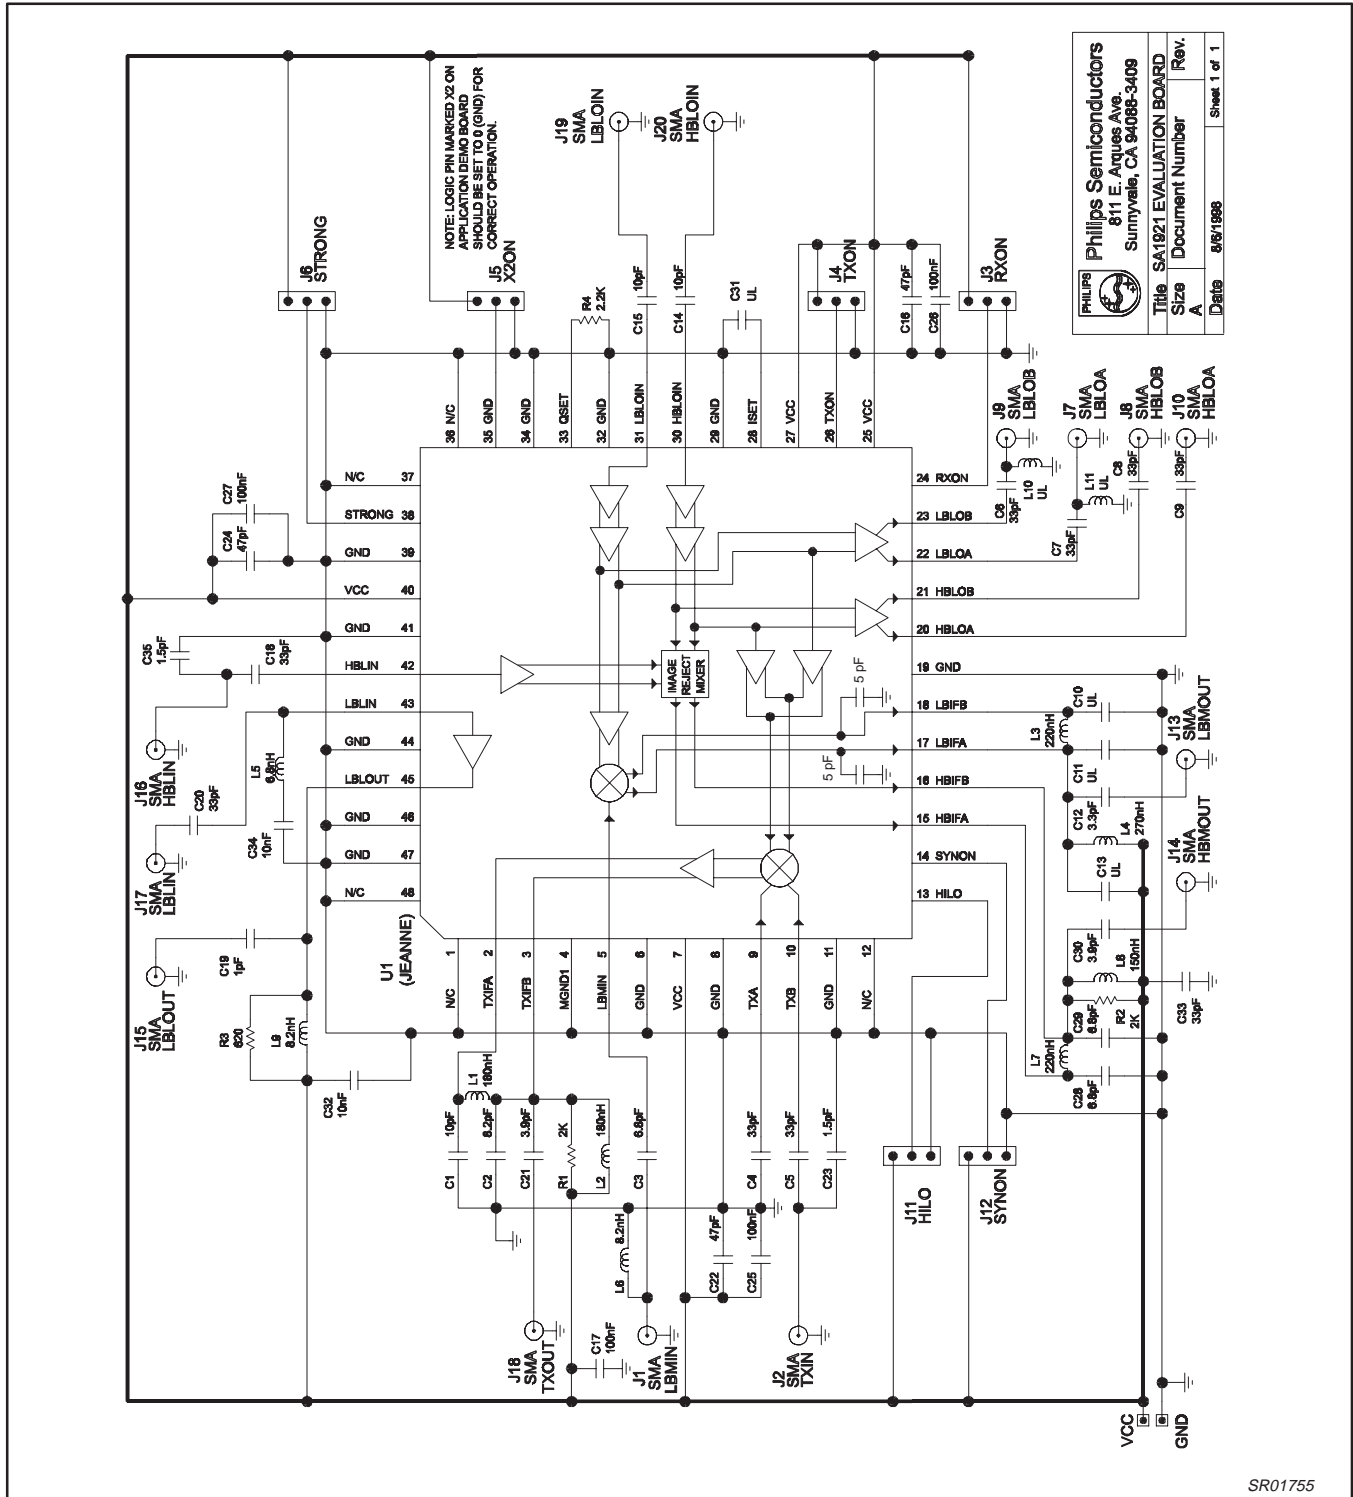 J6
STRONG
J5
X2ON
NOTE: LOGIC PIN MARKED X2 ON
APPLICATION DEMO BOARD
SHOULD BE SET TO 0 (GND) FOR
CORRECT OPERATION.
J19
SMA
LBLOIN
J20
SMA
HBLOIN
J4
TXON
J3
RXON
PHILIPS
Philips Semiconductors
811 E. Arques Ave.
Sunnyvale, CA 94088-3409
Title SA1921 EVALUATION BOARD
Size
A
Document Number
Rev.
Date
8/6/1998
Sheet 1 of 1
R4
2.2K
C15
10pF
C14
10pF
C31
UL
C16
47pF
C26
100nF
36 N/C
35 GND
34 GND
33 QSET
32 GND
31 LBLOIN
30 HBLOIN
29 GND
28 ISET
27 VCC
26 TXON
25 VCC
J9
SMA
LBLOB
J7
SMA
LBLOA
J8
SMA
HBLOB
J10
SMA
HBLOA
C27
100nF
C24
47pF
C6
33pF
L10
UL
C7
33pF
L11
UL
C8
33pF
C9
33pF
N/C 37
STRONG 38
GND 39
VCC 40
GND 41
HBLIN 42
LBLIN 43
GND 44
LBLOUT 45
GND 46
GND 47
N/C 48
24 RXON
23 LBLOB
22 LBLOA
21 HBLOB
20 HBLOA
19 GND
18 LBIFB
17 LBIFA
16 HBIFB
15 HBIFA
14 SYNON
13 HILO
IMAGE
REJECT
MIXER
5 pF
5 pF
C35
1.5pF
C18
33pF
J16
SMA
HBLIN
L5
6.8nH
C20
33pF
C34
10nF
J17
SMA
LBLIN
C19
1pF
J15
SMA
LBLOUT
R3
620
L9
8.2nH
C32
10nF
U1
(JEANNE)
L3
220nH
C10
UL
C11
UL
J13
SMA
LBMOUT
C12
3.3pF
L4
270nH
C13
UL
J14
SMA
HBMOUT
C30
3.9pF
L8
150nH
R2
2K
C29
6.8pF
C33
33pF
L7
220nH
C28
6.8pF
1
N/C
2
TXIFA
3
TXIFB
4
MGND1
5
LBMIN
6
GND
7
VCC
8
GND
9
TXA
10
TXB
11
GND
12
N/C
L1
180nH
C1
10pF
C2
8.2pF
C21
3.9pF
R1
2K
L2
180nH
C3
6.8pF
C4
33pF
C5
33pF
C23
1.5pF
L6
8.2nH
C22
47pF
C25
100nF
J11
HILO
J12
SYNON
J18
SMA
TXOUT
C17
100nF
J1
SMA
LBMIN
J2
SMA
TXIN
VCC
GND
SR01755